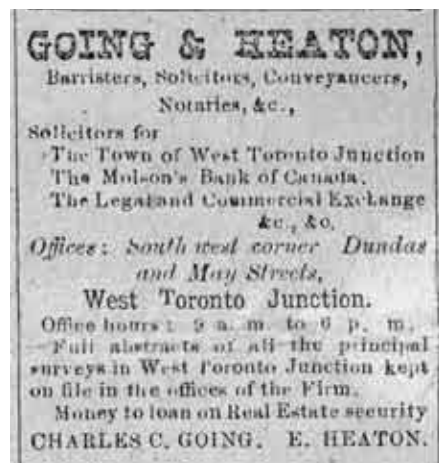 GOING & HEATON,
Barristers, Solicitors, Conveyancers,
Notaries, &c.,
Solicitors for
The Town of West Toronto Junction
The Molson's Bank of Canada.
The Legal and Commercial Exchange
&c., &c.
Offices: South west corner Dundas
and May Streets,
West Toronto Junction.
Office hours: 9 a. m. to 6 p. m.
Full abstracts of all the principal
surveys in West Toronto Junction kept
on file in the offices of the Firm.
Money to loan on Real Estate security
CHARLES C. GOING. E. HEATON.